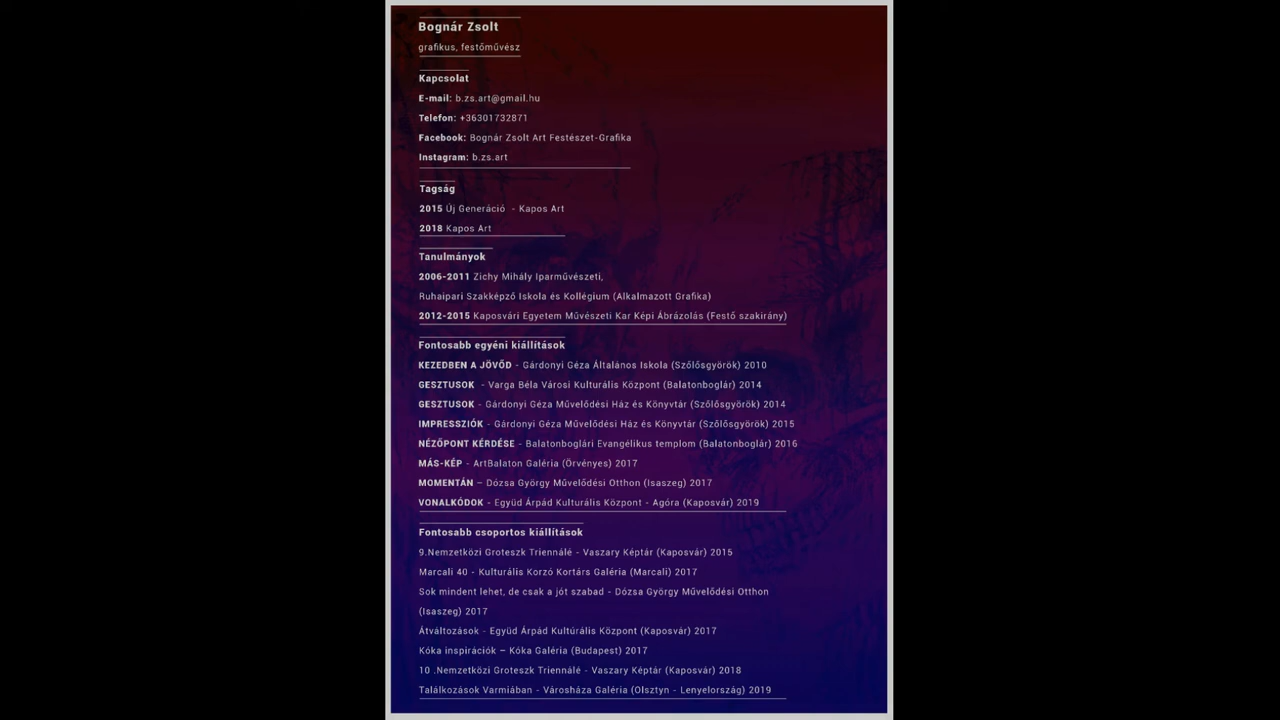 Bognár Zsolt
grafikus, festőművész
Kapcsolat
E-mail: b.zs.art@gmail.hu
Telefon: +36301732871
Facebook: Bognár Zsolt Art Festészet-Grafika
Instagram: b.zs.art
Tagság
2015 Új Generáció - Kapos Art
2018 Kapos Art
Tanulmányok
2006-2011 Zichy Mihály Iparművészeti,
Ruhaipari Szakképző Iskola és Kollégium (Alkalmazott Grafika)
2012-2015 Kaposvári Egyetem Művészeti Kar Képi Ábrázolás (Festő szakirány)
Fontosabb egyéni kiállítások
KEZEDBEN A JÖVŐD - Gárdonyi Géza Általános Iskola (Szőlősgyörök) 2010
GESZTUSOK - Varga Béla Városi Kulturális Központ (Balatonboglár) 2014
GESZTUSOK - Gárdonyi Géza Művelődési Ház és Könyvtár (Szőlősgyörök) 2014
IMPRESSZIÓK - Gárdonyi Géza Művelődési Ház és Könyvtár (Szőlősgyörök) 2015
NÉZŐPONT KÉRDÉSE - Balatonboglári Evangélikus templom (Balatonboglár) 2016
MÁS-KÉP - ArtBalaton Galéria (Örvényes) 2017
MOMENTÁN – Dózsa György Művelődési Otthon (Isaszeg) 2017
VONALKÓDOK - Együd Árpád Kulturális Központ - Agóra (Kaposvár) 2019
Fontosabb csoportos kiállítások
9.Nemzetközi Groteszk Triennálé - Vaszary Képtár (Kaposvár) 2015
Marcali 40 - Kulturális Korzó Kortárs Galéria (Marcali) 2017
Sok mindent lehet, de csak a jót szabad - Dózsa György Művelődési Otthon
(Isaszeg) 2017
Átváltozások - Együd Árpád Kultúrális Központ (Kaposvár) 2017
Kóka inspirációk – Kóka Galéria (Budapest) 2017
10 .Nemzetközi Groteszk Triennálé - Vaszary Képtár (Kaposvár) 2018
Találkozások Varmiában - Városháza Galéria (Olsztyn - Lenyelország) 2019